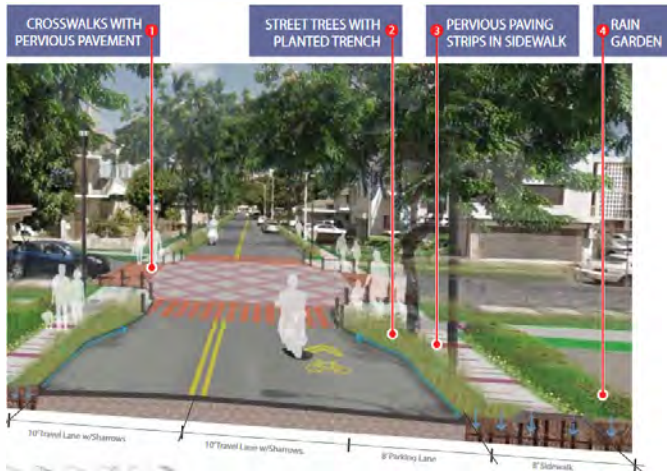 CROSSWALKS WITH
PERVIOUS PAVEMENT
1
STREET TREES WITH
PLANTED TRENCH
2
3
PERVIOUS PAVING
STRIPS IN SIDEWALK
4
RAIN
GARDEN
10' Travel Lane w/Sharrows
10' Travel Lane w/Sharrows
8' Parking Lane
8' Sidewalk